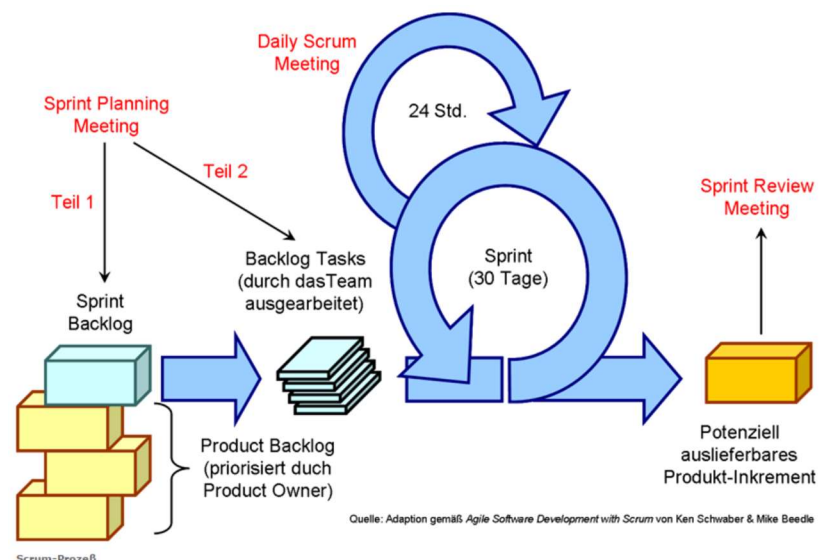 Daily Scrum
Meeting
24 Std.
Sprint Planning
Meeting
Teil 1
Teil 2
Sprint Review
Meeting
Backlog Tasks
(durch dasTeam
ausgearbeitet)
Sprint
(30 Tage)
Sprint
Backlog
Product Backlog
(priorisiert duch
Product Owner)
Potenziell
auslieferbares
Produkt-Inkrement
Quelle: Adaption gemäß Agile Software Development with Scrum von Ken Schwaber & Mike Beedle
Scrum-Prozeß